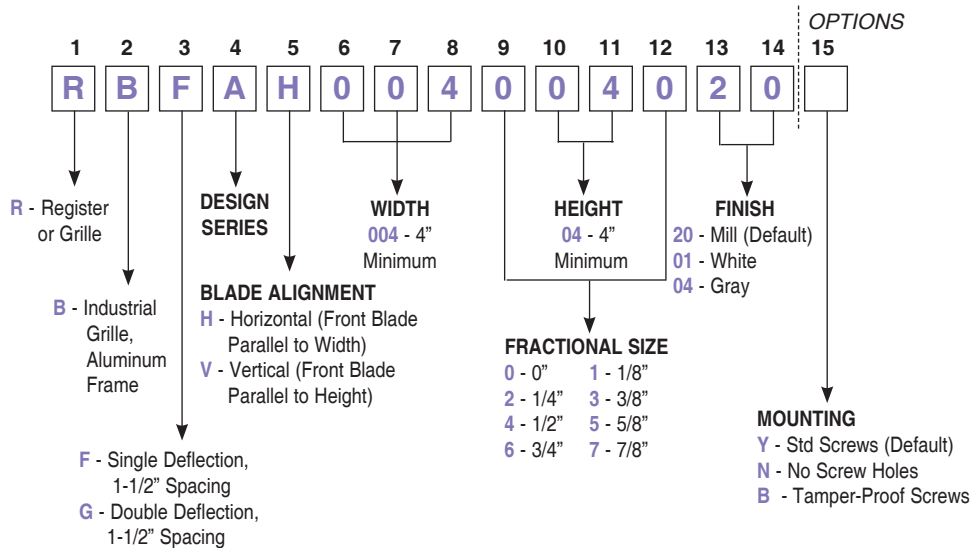 OPTIONS
1 2 3 4 5 6 7 8 9 10 11 12 13 14 15
R B F A H 0 0 4 0 0 4 0 2 0
R - Register
or Grille
B - Industrial
Grille,
Aluminum
Frame
F - Single Deflection,
1-1/2” Spacing
G - Double Deflection,
1-1/2” Spacing
DESIGN
SERIES
BLADE ALIGNMENT
H - Horizontal (Front Blade
Parallel to Width)
V - Vertical (Front Blade
Parallel to Height)
WIDTH
004 - 4”
Minimum
HEIGHT
04 - 4”
Minimum
FRACTIONAL SIZE
0 - 0” 1 - 1/8”
2 - 1/4” 3 - 3/8”
4 - 1/2” 5 - 5/8”
6 - 3/4” 7 - 7/8”
FINISH
20 - Mill (Default)
01 - White
04 - Gray
MOUNTING
Y - Std Screws (Default)
N - No Screw Holes
B - Tamper-Proof Screws